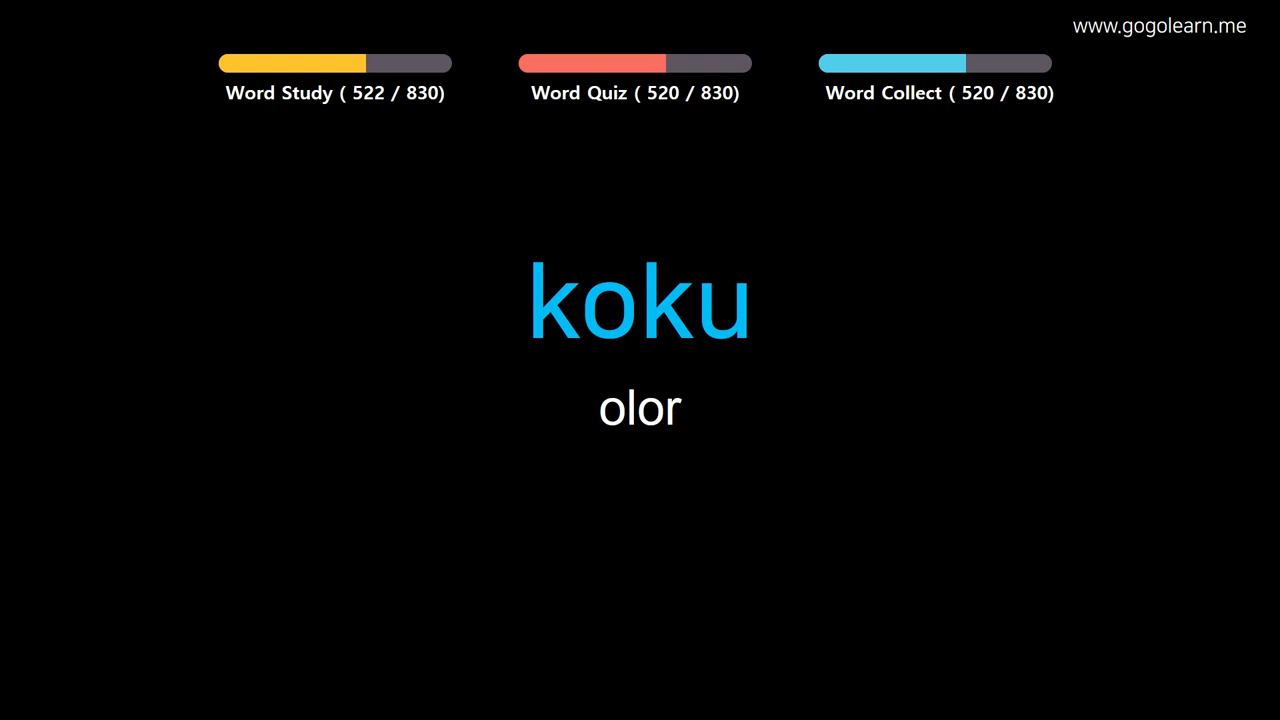 www.gogolearn.me
Word Study ( 522 / 830)
Word Quiz ( 520 / 830)
Word Collect ( 520 / 830)
koku
olor